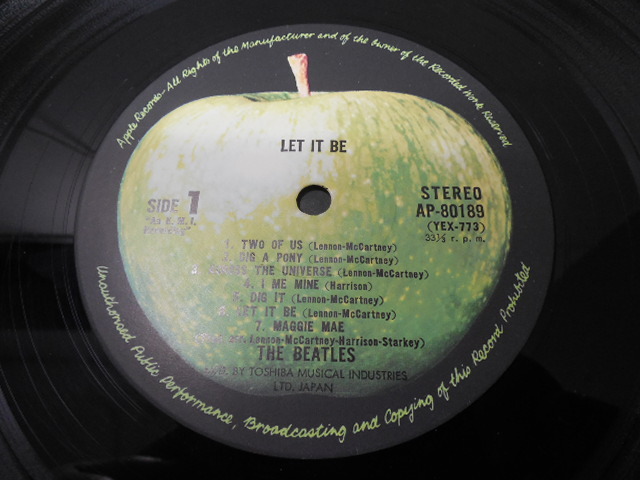 Apple Records-All Rights of the Manufacturer and of the Owner of the Recorded Work Reserved
LET IT BE
SIDE 1
"An E.M.I.
Recording"
STEREO
AP-80189
(YEX-773)
33⅓ r. p. m.
1. TWO OF US (Lennon-McCartney)
2. DIG A PONY (Lennon-McCartney)
3. ACROSS THE UNIVERSE (Lennon-McCartney)
4. I ME MINE (Harrison)
5. DIG IT (Lennon-McCartney)
6. LET IT BE (Lennon-McCartney)
7. MAGGIE MAE
Lennon-McCartney-Harrison-Starkey)
THE BEATLES
BY TOSHIBA MUSICAL INDUSTRIES
LTD. JAPAN
Unauthorised Public Performance, Broadcasting and Copying of this Record Prohibited